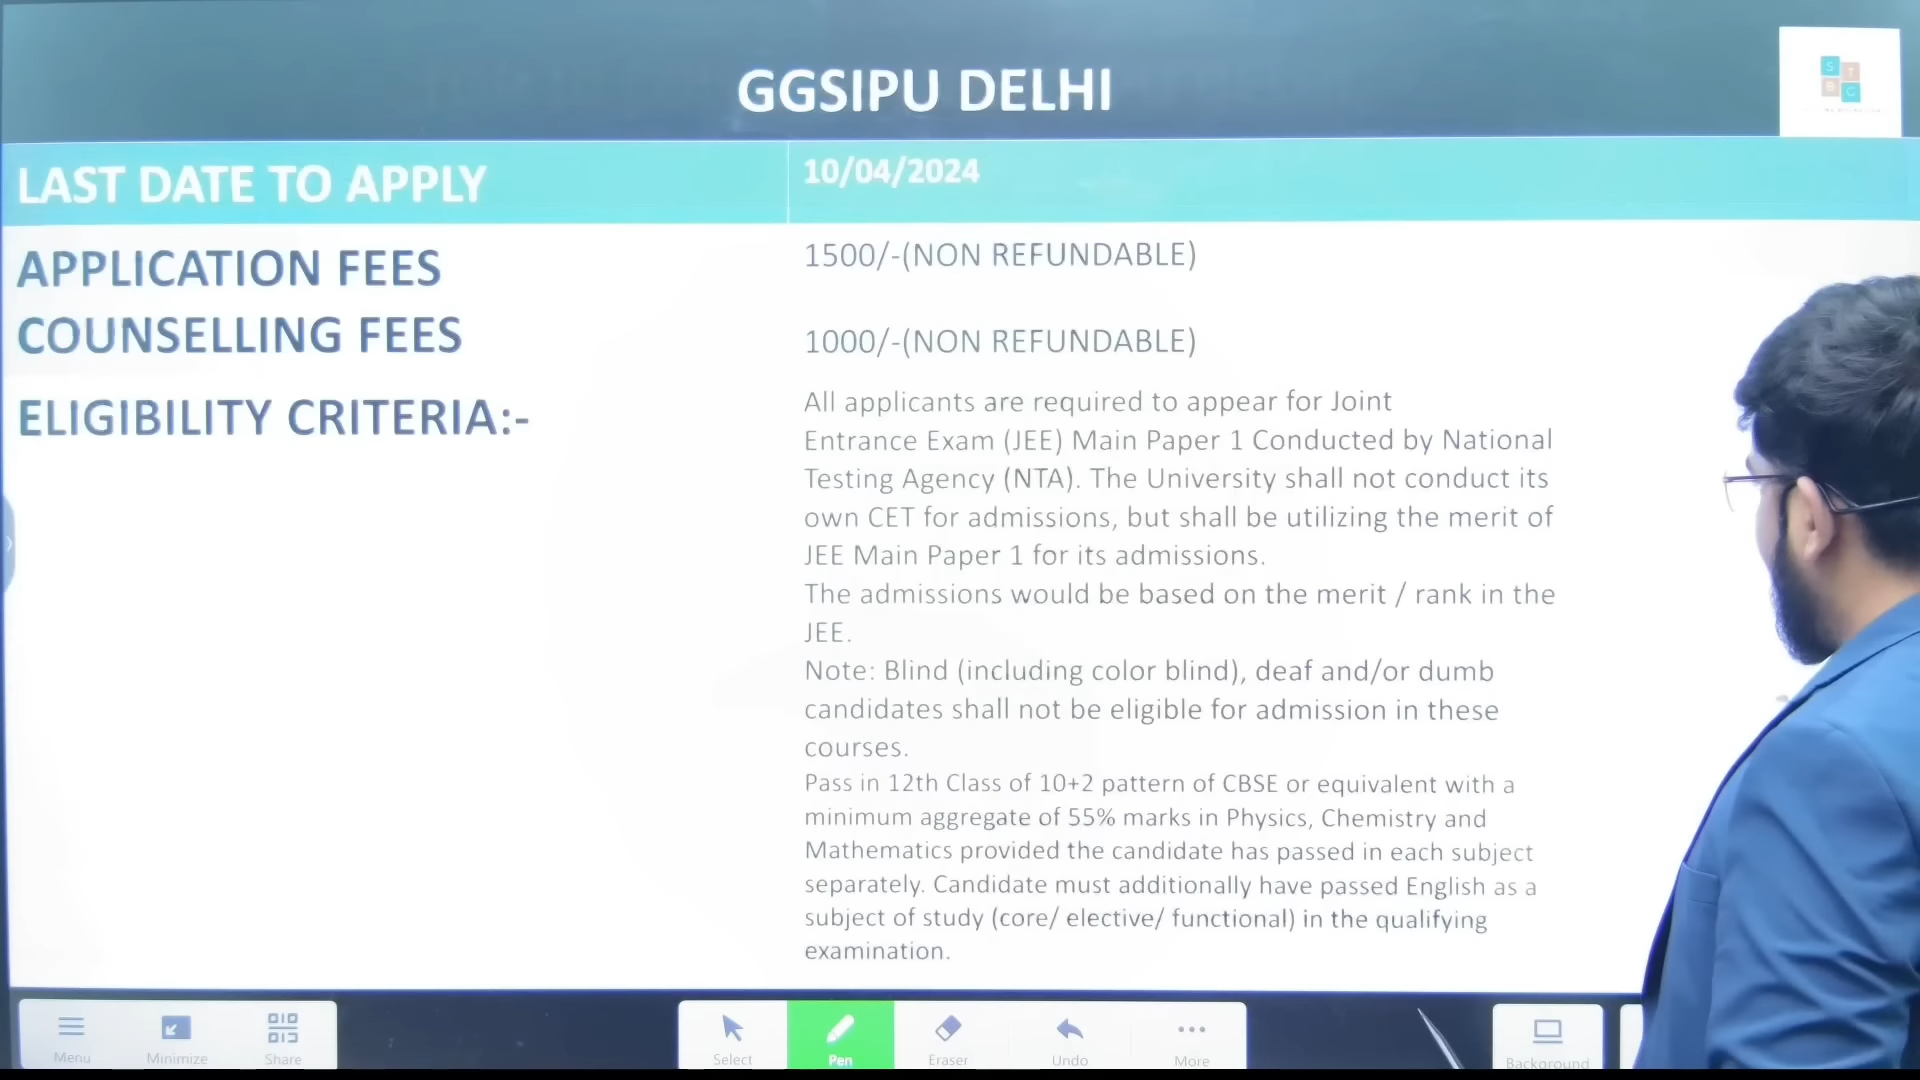 GGSIPU DELHI
S T
B G
LAST DATE TO APPLY
10/04/2024
APPLICATION FEES
1500/-(NON REFUNDABLE)
COUNSELLING FEES
1000/-(NON REFUNDABLE)
ELIGIBILITY CRITERIA:-
All applicants are required to appear for Joint
Entrance Exam (JEE) Main Paper 1 Conducted by National
Testing Agency (NTA). The University shall not conduct its
own CET for admissions, but shall be utilizing the merit of
JEE Main Paper 1 for its admissions.
The admissions would be based on the merit / rank in the
JEE.
Note: Blind (including color blind), deaf and/or dumb
candidates shall not be eligible for admission in these
courses.
Pass in 12th Class of 10+2 pattern of CBSE or equivalent with a
minimum aggregate of 55% marks in Physics, Chemistry and
Mathematics provided the candidate has passed in each subject
separately. Candidate must additionally have passed English as a
subject of study (core/ elective/ functional) in the qualifying
examination.
Menu Minimize Share Select Pen Eraser Undo More Background